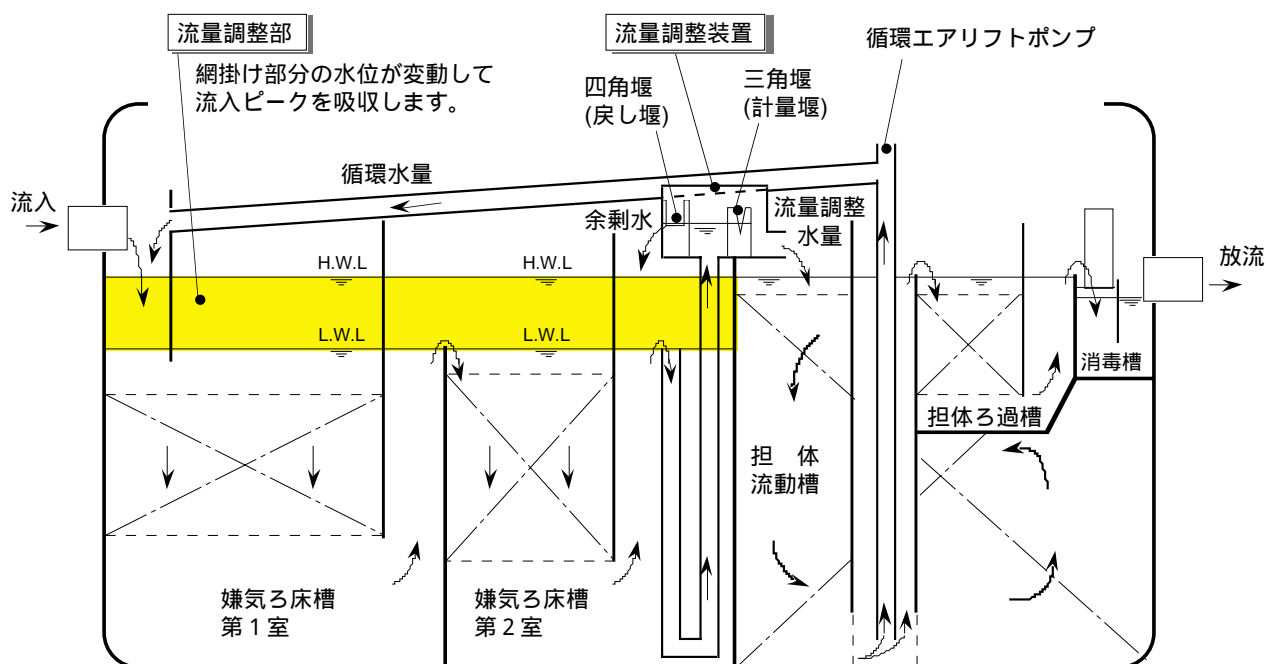 流量調整部
網掛け部分の水位が変動して
流入ピークを吸収します。
流量調整装置
循環エアリフトポンプ
四角堰
(戻し堰)
三角堰
(計量堰)
循環水量
流入
余剰水
流量調整
水量
放流
H.W.L
H.W.L
L.W.L
L.W.L
消毒槽
担体ろ過槽
担 体
流動槽
嫌気ろ床槽
第1室
嫌気ろ床槽
第2室